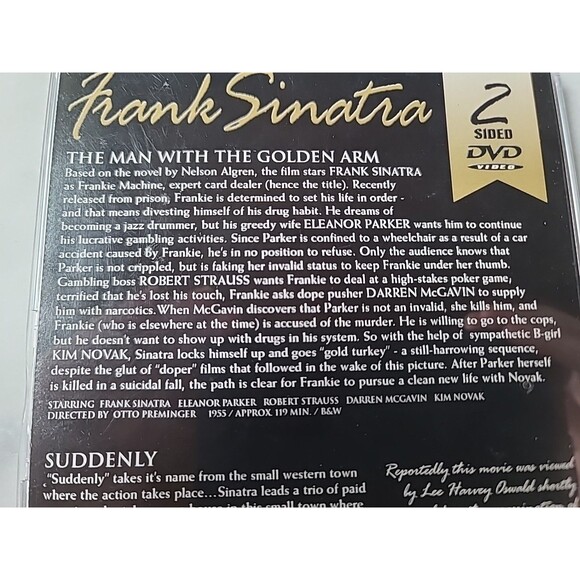 Frank Sinatra
2
SIDED
DVD
VIDEO
THE MAN WITH THE GOLDEN ARM
Based on the novel by Nelson Algren, the film stars FRANK SINATRA
as Frankie Machine, expert card dealer (hence the title). Recently
released from prison, Frankie is determined to set his life in order -
and that means divesting himself of his drug habit. He dreams of
becoming a jazz drummer, but his greedy wife ELEANOR PARKER wants him to continue
his lucrative gambling activities. Since Parker is confined to a wheelchair as a result of a car
accident caused by Frankie, he's in no position to refuse. Only the audience knows that
Parker is not crippled, but is faking her invalid status to keep Frankie under her thumb.
Gambling boss ROBERT STRAUSS wants Frankie to deal at a high-stakes poker game,
terrified that he's lost his touch, Frankie asks dope pusher DARREN McGAVIN to supply
him with narcotics. When McGavin discovers that Parker is not an invalid, she kills him, and
Frankie (who is elsewhere at the time) is accused of the murder. He is willing to go to the cops,
but he doesn't want to show up with drugs in his system. So with the help of sympathetic B-girl
KIM NOVAK, Sinatra locks himself up and goes "gold turkey" - a still-harrowing sequence,
despite the glut of "doper" films that followed in the wake of this picture. After Parker herself
is killed in a suicidal fall, the path is clear for Frankie to pursue a clean new life with Novak.
STARRING FRANK SINATRA ELEANOR PARKER ROBERT STRAUSS DARREN MCGAVIN KIM NOVAK
DIRECTED BY OTTO PREMINGER 1955 / APPROX. 119 MIN. / B&W
SUDDENLY
"Suddenly" takes it's name from the small western town
where the action takes place...Sinatra leads a trio of paid
Reportedly this movie was viewed
by Lee Harvey Oswald shortly